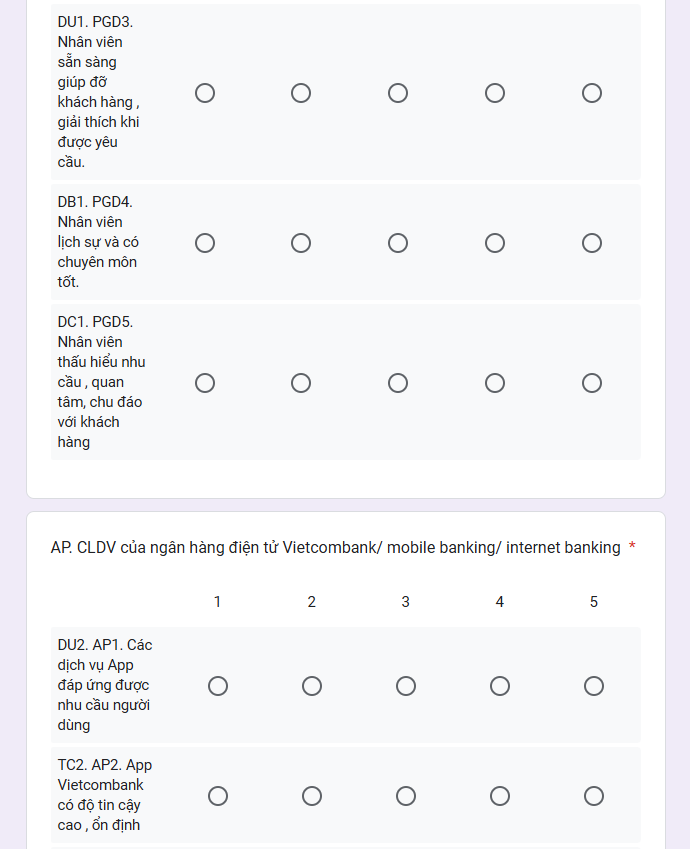 DU1. PGD3.
Nhân viên
sẵn sàng
giúp đỡ
khách hàng ,
giải thích khi
được yêu
cầu.
DB1. PGD4.
Nhân viên
lịch sự và có
chuyên môn
tốt.
DC1. PGD5.
Nhân viên
thấu hiểu nhu
cầu , quan
tâm, chu đáo
với khách
hàng
AP. CLDV của ngân hàng điện tử Vietcombank/ mobile banking/ internet banking *
1 2 3 4 5
DU2. AP1. Các
dịch vụ App
đáp ứng được
nhu cầu người
dùng
TC2. AP2. App
Vietcombank
có độ tin cậy
cao , ổn định